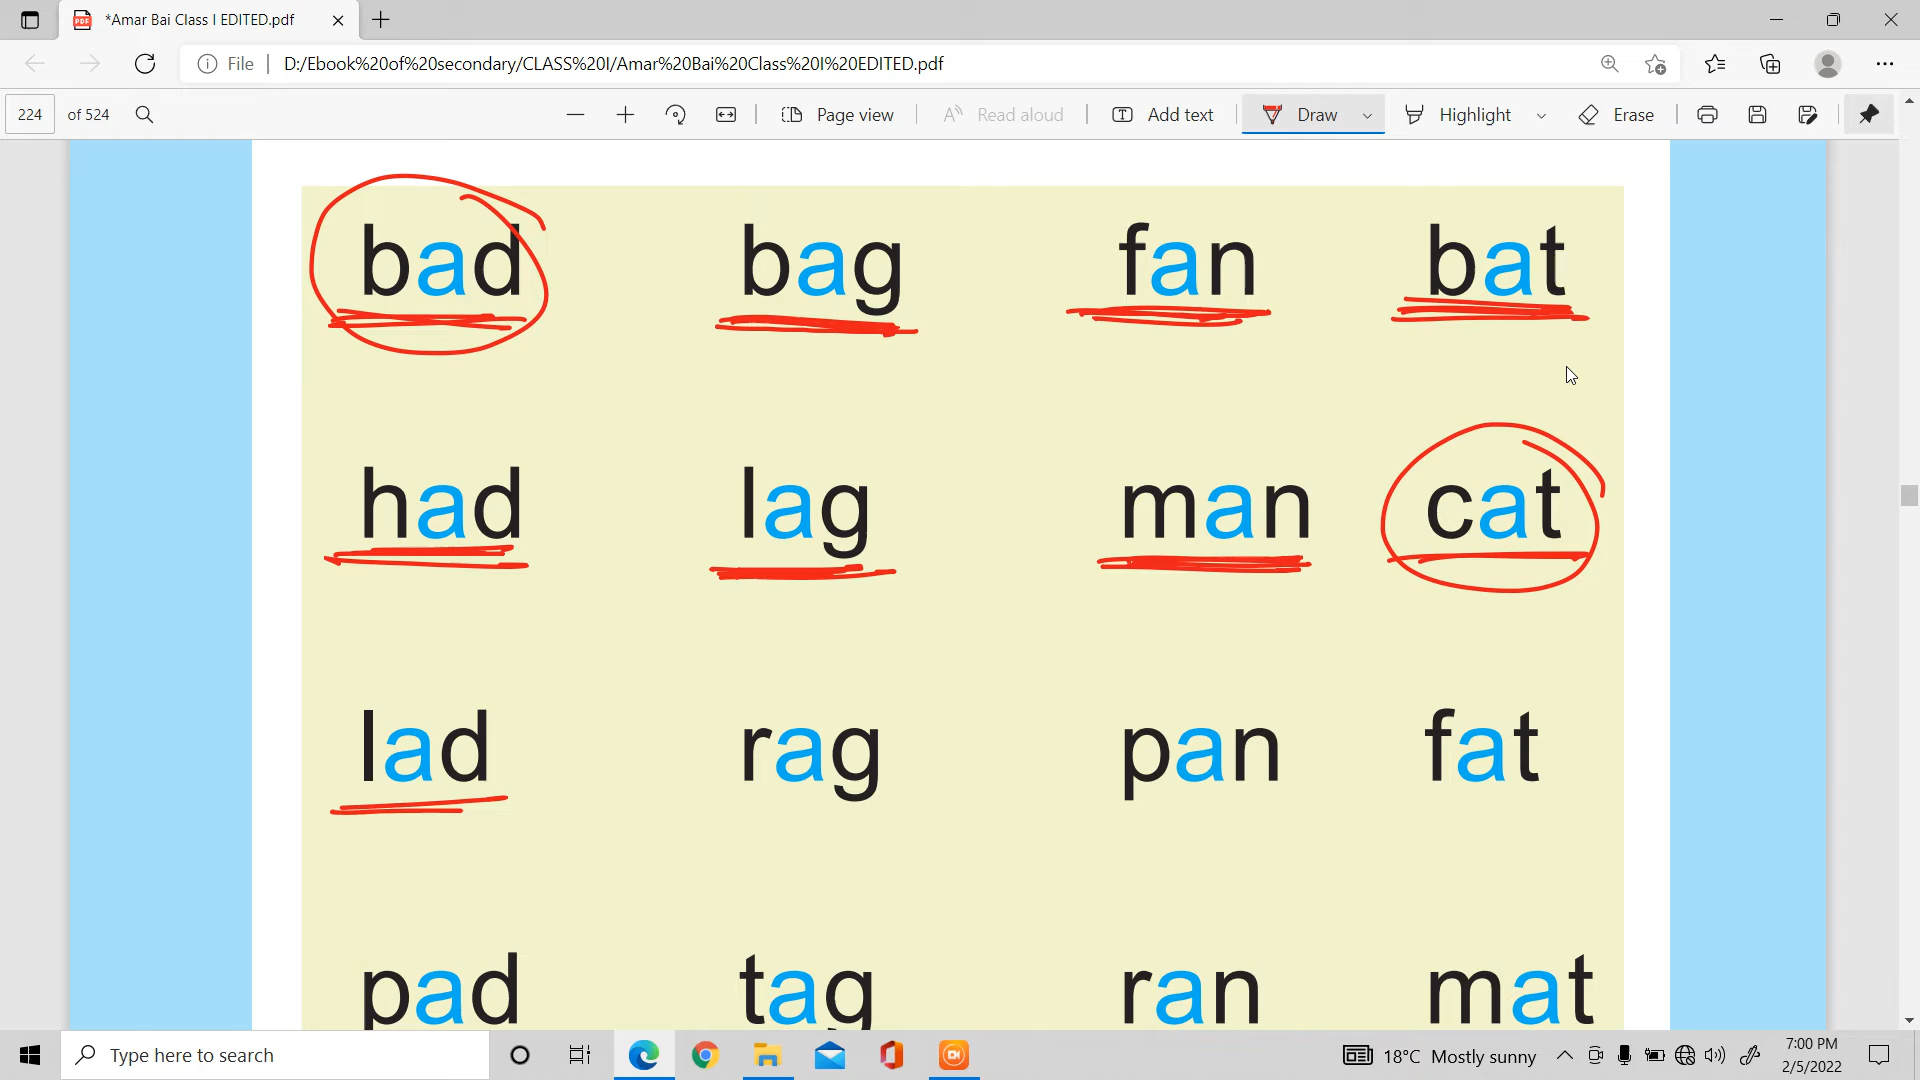 *Amar Bai Class I EDITED.pdf
File D:/Ebook%20of%20secondary/CLASS%20I/Amar%20Bai%20Class%20I%20EDITED.pdf
224 of 524 Page view Read aloud Add text Draw Highlight Erase
bad bag fan bat
had lag man cat
lad rag pan fat
pad tag ran mat
Type here to search 18°C Mostly sunny 7:00 PM
2/5/2022